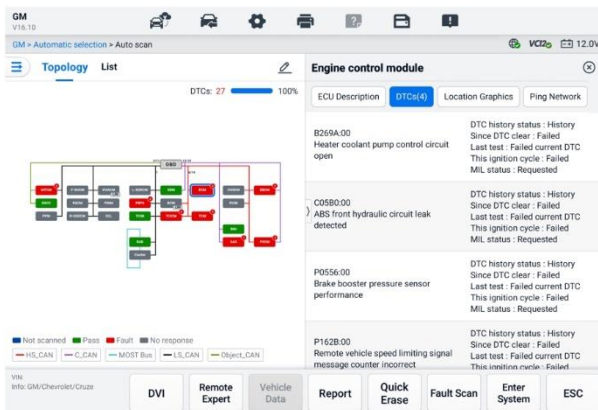 GM
V16.10
GM > Automatic selection > Auto scan
VCI2
12.0V
Topology List
DTCs: 27 100%
OBD
Engine control module
ECU Description DTCs(4) Location Graphics Ping Network
B269A:00
Heater coolant pump control circuit
open
DTC history status : History
Since DTC clear : Failed
Last test : Failed current DTC
This ignition cycle : Failed
MIL status : Requested
C05B0:00
ABS front hydraulic circuit leak
detected
DTC history status : History
Since DTC clear : Failed
Last test : Failed current DTC
This ignition cycle : Failed
MIL status : Requested
P0556:00
Brake booster pressure sensor
performance
DTC history status : History
Since DTC clear : Failed
Last test : Failed current DTC
This ignition cycle : Failed
MIL status : Requested
P162B:00
Remote vehicle speed limiting signal
message counter incorrect
DTC history status : History
Since DTC clear : Failed
Last test : Failed current DTC
This ignition cycle : Failed
Not scanned Pass Fault No response
HS_CAN C_CAN MOST Bus LS_CAN Object_CAN
VIN
Info: GM/Chevrolet/Cruze
DVI
Remote
Expert
Vehicle
Data
Report
Quick
Erase
Fault Scan
Enter
System
ESC